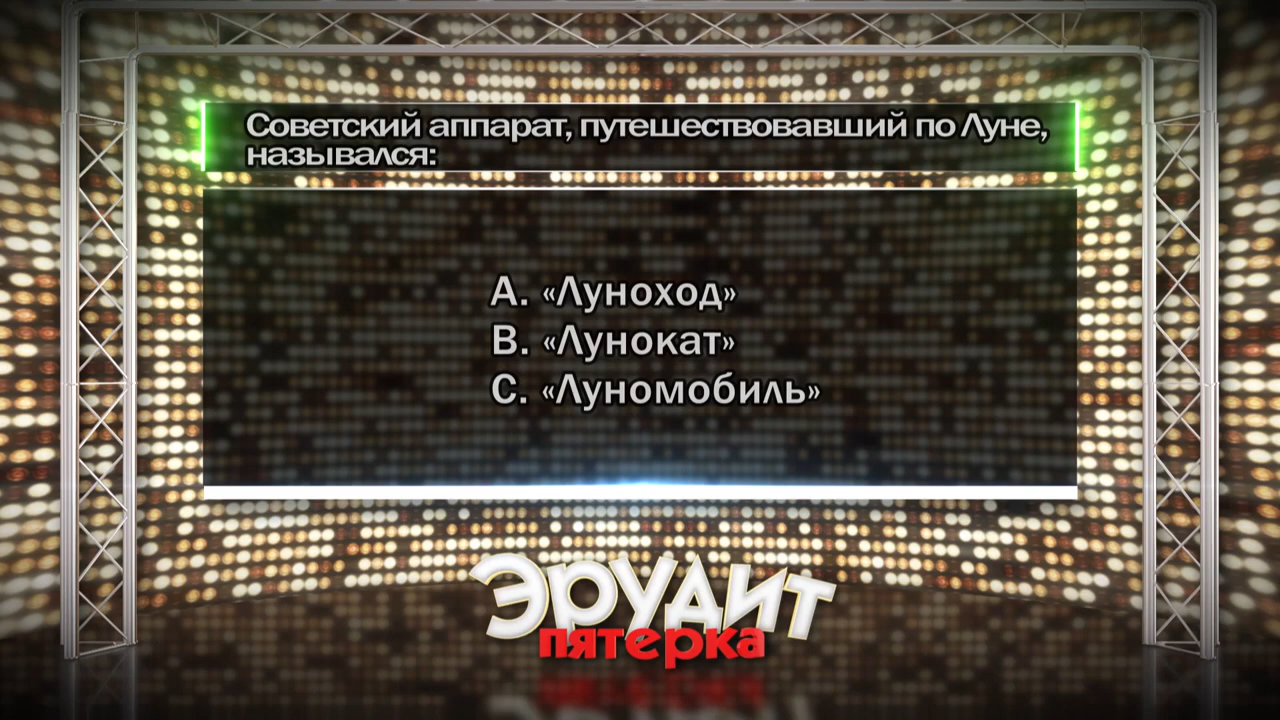 Советский аппарат, путешествовавший по Луне,
назывался:
А. «Луноход»
В. «Лунокат»
С. «Луномобиль»
Эрудит
пятерка